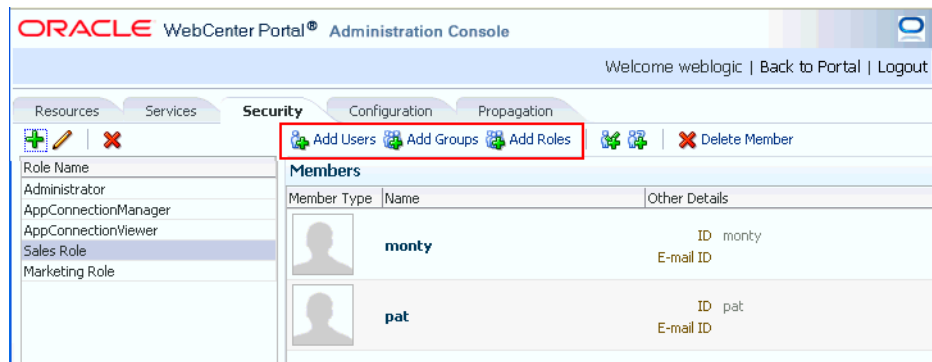 ORACLE WebCenter Portal® Administration Console
Welcome weblogic | Back to Portal | Logout
Resources Services Security Configuration Propagation
Add Users Add Groups Add Roles Delete Member
Role Name
Administrator
AppConnectionManager
AppConnectionViewer
Sales Role
Marketing Role
Members
Member Type Name Other Details
monty
ID monty
E-mail ID
pat
ID pat
E-mail ID